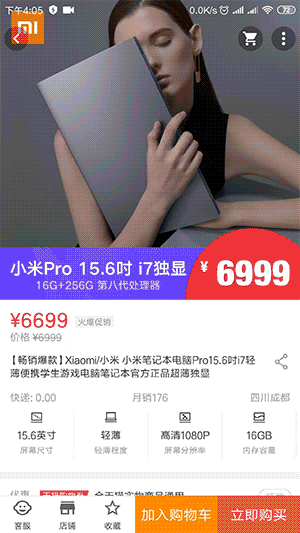 下午4:05
0.0K/s
72
mi
小米Pro 15.6吋 i7独显
16G+256G 第八代处理器
¥ 6999
¥6699 火爆促销
价格 ¥6999
【畅销爆款】Xiaomi/小米 小米笔记本电脑Pro15.6吋i7轻
薄便携学生游戏电脑笔记本官方正品超薄独显
快递: 0.00 月销176 四川成都
15.6英寸 轻薄 高清1080P 16GB
屏幕尺寸 轻薄程度 屏幕分辨率 内存容量
客服 店铺 收藏 加入购物车 立即购买